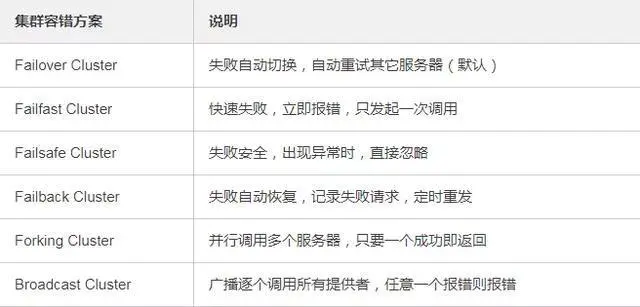 集群容错方案 说明
Failover Cluster 失败自动切换，自动重试其它服务器（默认）
Failfast Cluster 快速失败，立即报错，只发起一次调用
Failsafe Cluster 失败安全，出现异常时，直接忽略
Failback Cluster 失败自动恢复，记录失败请求，定时重发
Forking Cluster 并行调用多个服务器，只要一个成功即返回
Broadcast Cluster 广播逐个调用所有提供者，任意一个报错则报错